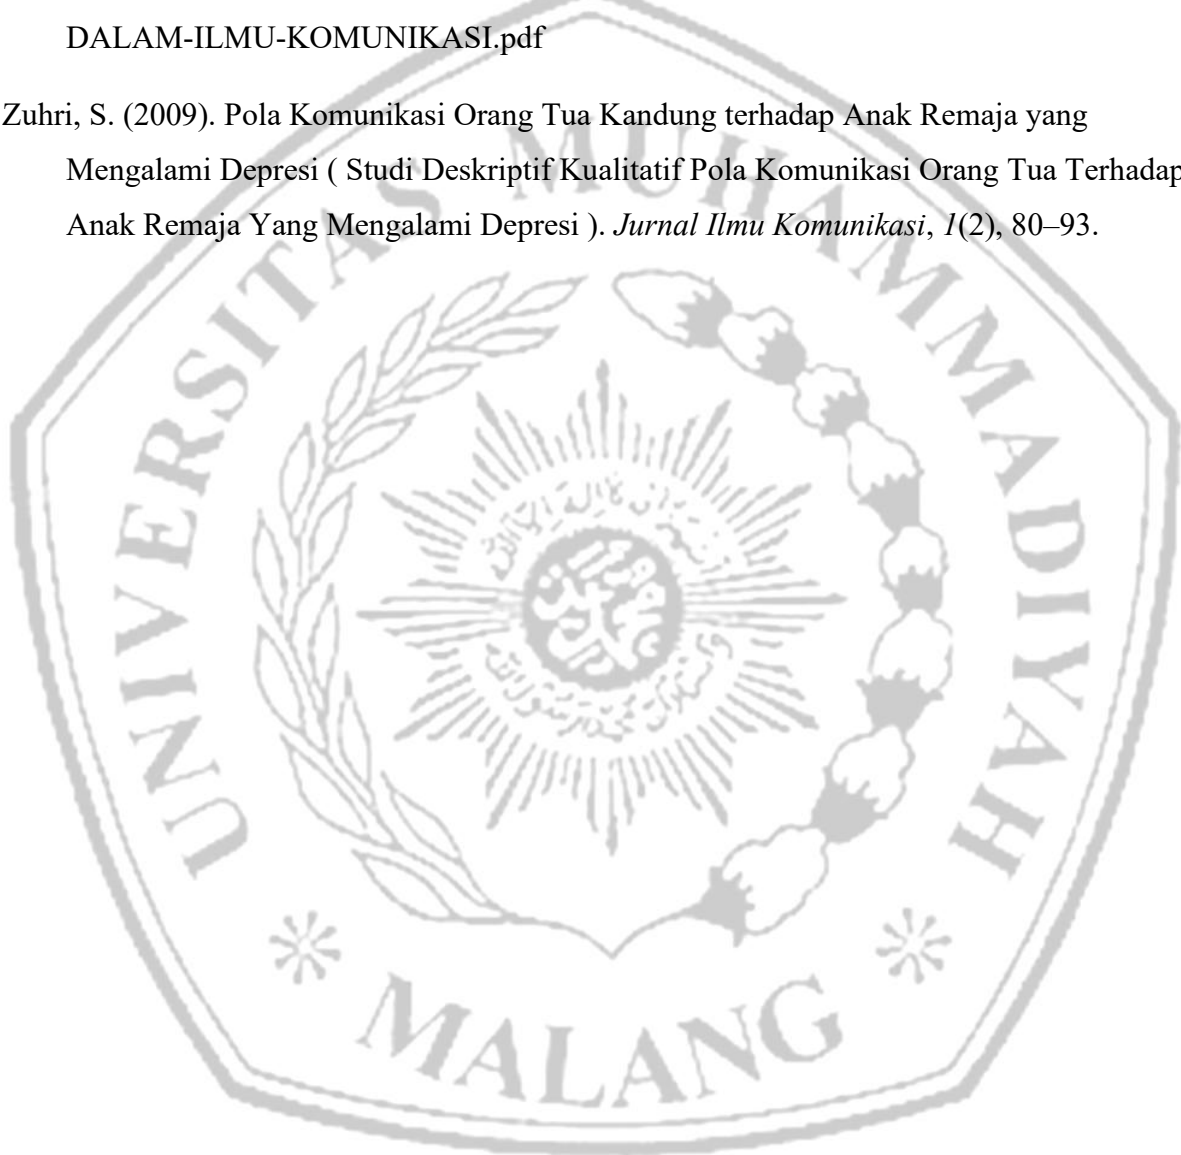 DALAM-ILMU-KOMUNIKASI.pdf
Zuhri, S. (2009). Pola Komunikasi Orang Tua Kandung terhadap Anak Remaja yang
Mengalami Depresi ( Studi Deskriptif Kualitatif Pola Komunikasi Orang Tua Terhadap
Anak Remaja Yang Mengalami Depresi ). Jurnal Ilmu Komunikasi, 1(2), 80–93.
UNIVERSITAS MUHAMMADIYAH
MALANG